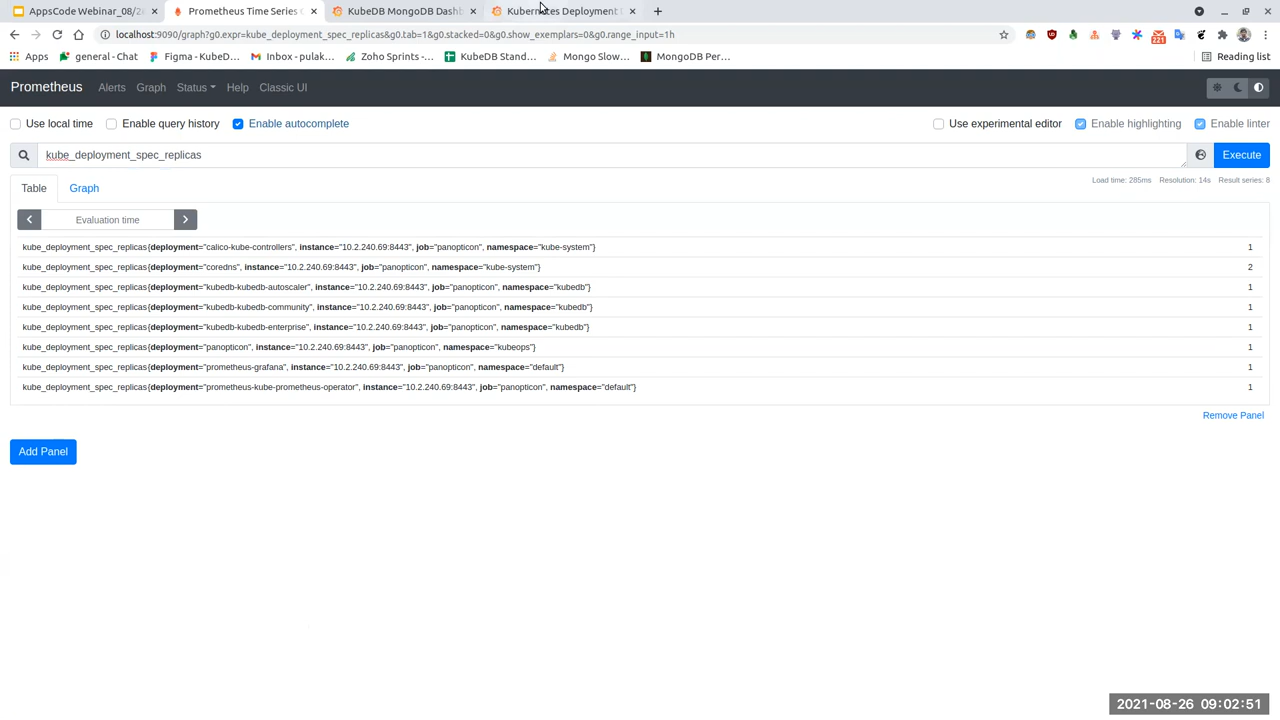 AppsCode Webinar_08/2
Prometheus Time Series
KubeDB MongoDB Dash
Kubernetes Deployment
localhost:9090/graph?g0.expr=kube_deployment_spec_replicas&g0.tab=1&g0.stacked=0&g0.show_exemplars=0&g0.range_input=1h
221
Apps
general - Chat
Figma - KubeD…
Inbox - pulak…
Zoho Sprints -…
KubeDB Stand…
Mongo Slow…
MongoDB Per…
Reading list
Prometheus Alerts Graph Status Help Classic UI
Use local time Enable query history Enable autocomplete Use experimental editor Enable highlighting Enable linter
kube_deployment_spec_replicas Execute
Table Graph Load time: 285ms Resolution: 14s Result series: 8
Evaluation time
kube_deployment_spec_replicas{deployment="calico-kube-controllers", instance="10.2.240.69:8443", job="panopticon", namespace="kube-system"} 1
kube_deployment_spec_replicas{deployment="coredns", instance="10.2.240.69:8443", job="panopticon", namespace="kube-system"} 2
kube_deployment_spec_replicas{deployment="kubedb-kubedb-autoscaler", instance="10.2.240.69:8443", job="panopticon", namespace="kubedb"} 1
kube_deployment_spec_replicas{deployment="kubedb-kubedb-community", instance="10.2.240.69:8443", job="panopticon", namespace="kubedb"} 1
kube_deployment_spec_replicas{deployment="kubedb-kubedb-enterprise", instance="10.2.240.69:8443", job="panopticon", namespace="kubedb"} 1
kube_deployment_spec_replicas{deployment="panopticon", instance="10.2.240.69:8443", job="panopticon", namespace="kubeops"} 1
kube_deployment_spec_replicas{deployment="prometheus-grafana", instance="10.2.240.69:8443", job="panopticon", namespace="default"} 1
kube_deployment_spec_replicas{deployment="prometheus-kube-prometheus-operator", instance="10.2.240.69:8443", job="panopticon", namespace="default"} 1
Remove Panel
Add Panel
2021-08-26 09:02:51